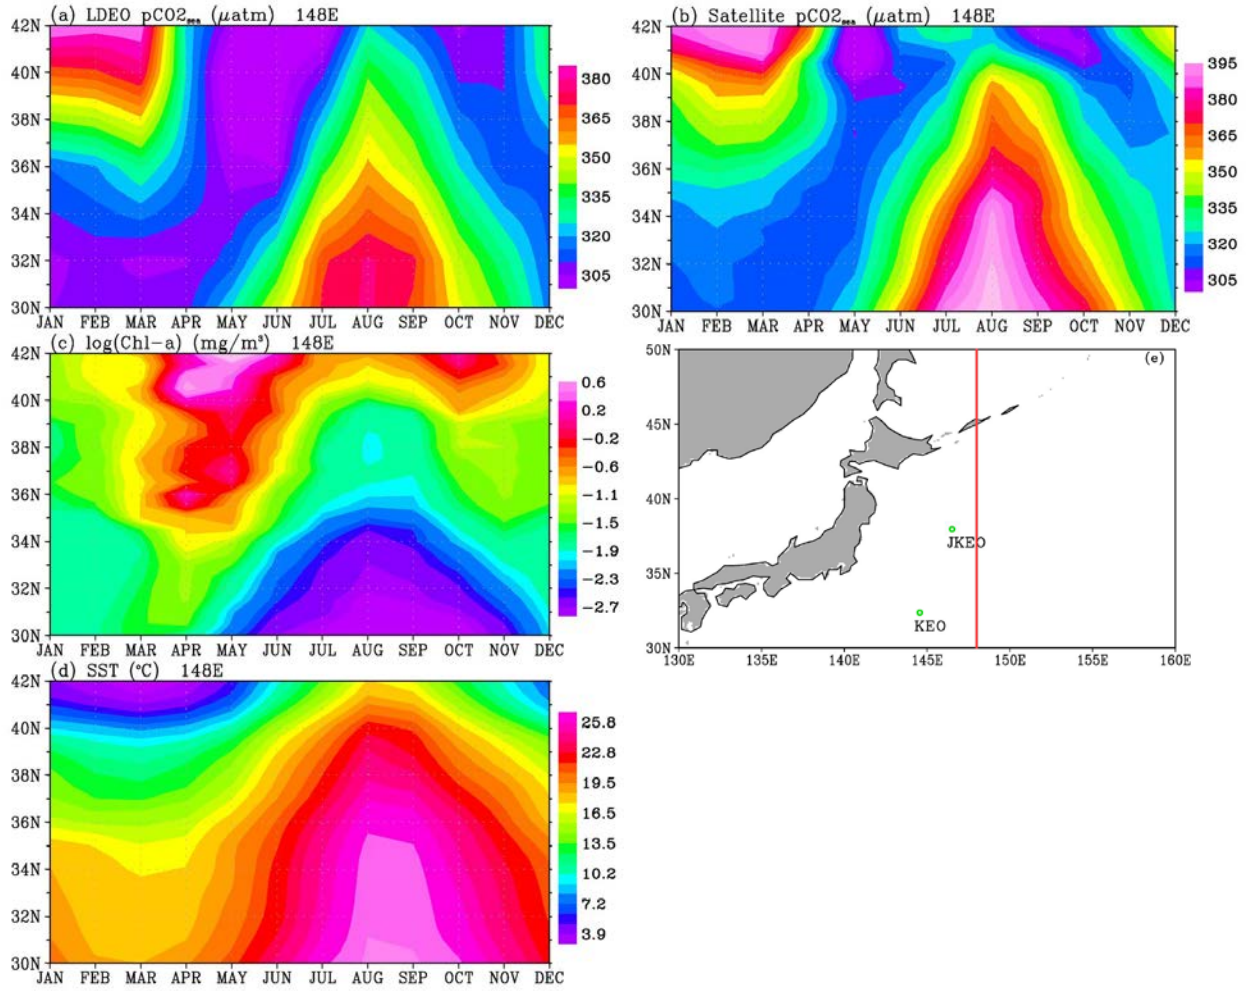 (a) LDEO pCO2sea (μatm) 148E
42N
40N
38N
36N
34N
32N
30N
JAN FEB MAR APR MAY JUN JUL AUG SEP OCT NOV DEC
380
365
350
335
320
305
(b) Satellite pCO2sea (μatm) 148E
42N
40N
38N
36N
34N
32N
30N
JAN FEB MAR APR MAY JUN JUL AUG SEP OCT NOV DEC
395
380
365
350
335
320
305
(c) log(Chl-a) (mg/m³) 148E
42N
40N
38N
36N
34N
32N
30N
JAN FEB MAR APR MAY JUN JUL AUG SEP OCT NOV DEC
0.6
0.2
-0.2
-0.6
-1.1
-1.5
-1.9
-2.3
-2.7
(e)
50N
45N
40N
35N
30N
JKEO
KEO
130E 135E 140E 145E 150E 155E 160E
(d) SST (°C) 148E
42N
40N
38N
36N
34N
32N
30N
JAN FEB MAR APR MAY JUN JUL AUG SEP OCT NOV DEC
25.8
22.8
19.5
16.5
13.5
10.2
7.2
3.9